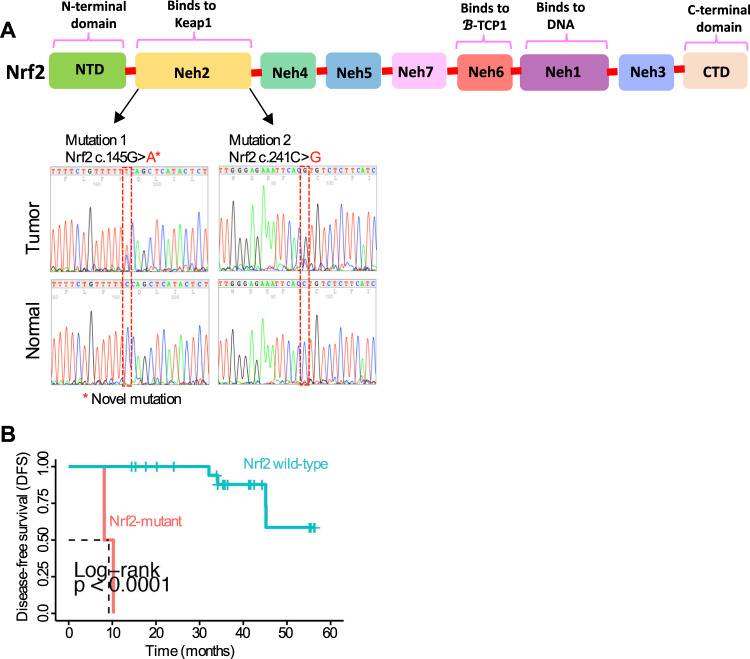 A
N-terminal
domain
Binds to
Keap1
Binds to
ℬ-TCP1
Binds to
DNA
C-terminal
domain
Nrf2
NTD
Neh2
Neh4
Neh5
Neh7
Neh6
Neh1
Neh3
CTD
Mutation 1
Nrf2 c.145G>A*
Mutation 2
Nrf2 c.241C>G
Tumor
Normal
* Novel mutation
B
Disease-free survival (DFS)
1.00
0.75
0.50
0.25
0.0
Nrf2 wild-type
Nrf2-mutant
Log-rank
p < 0.0001
0 10 20 30 40 50 60
Time (months)